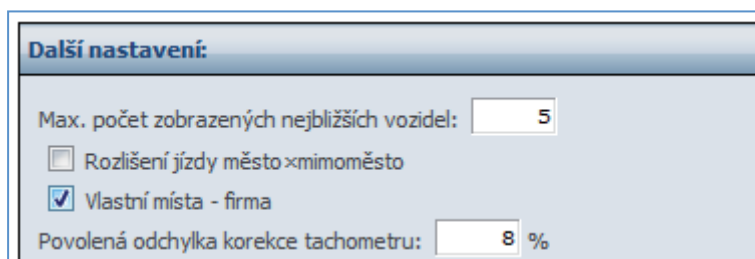 Další nastavení:
Max. počet zobrazených nejbližších vozidel: 5
Rozlišení jízdy město×mimoměsto
Vlastní místa - firma
Povolená odchylka korekce tachometru: 8 %